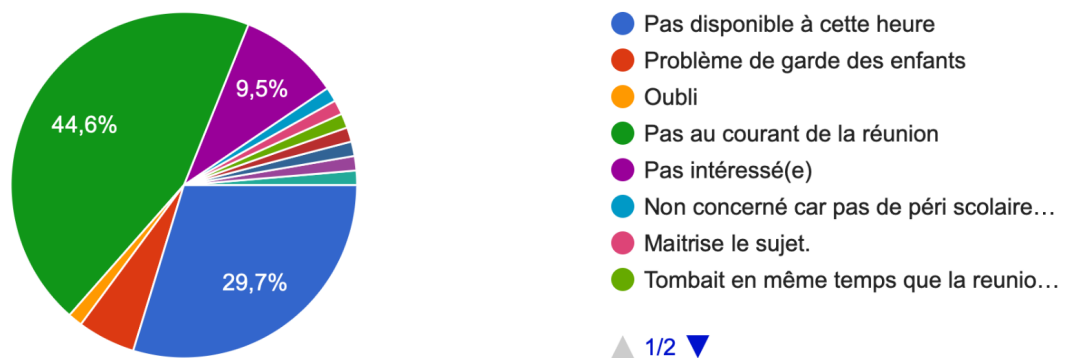 Pas disponible à cette heure
Problème de garde des enfants
Oubli
Pas au courant de la réunion
Pas intéressé(e)
Non concerné car pas de péri scolaire…
Maitrise le sujet.
Tombait en même temps que la reunio…
1/2
44,6%
9,5%
29,7%